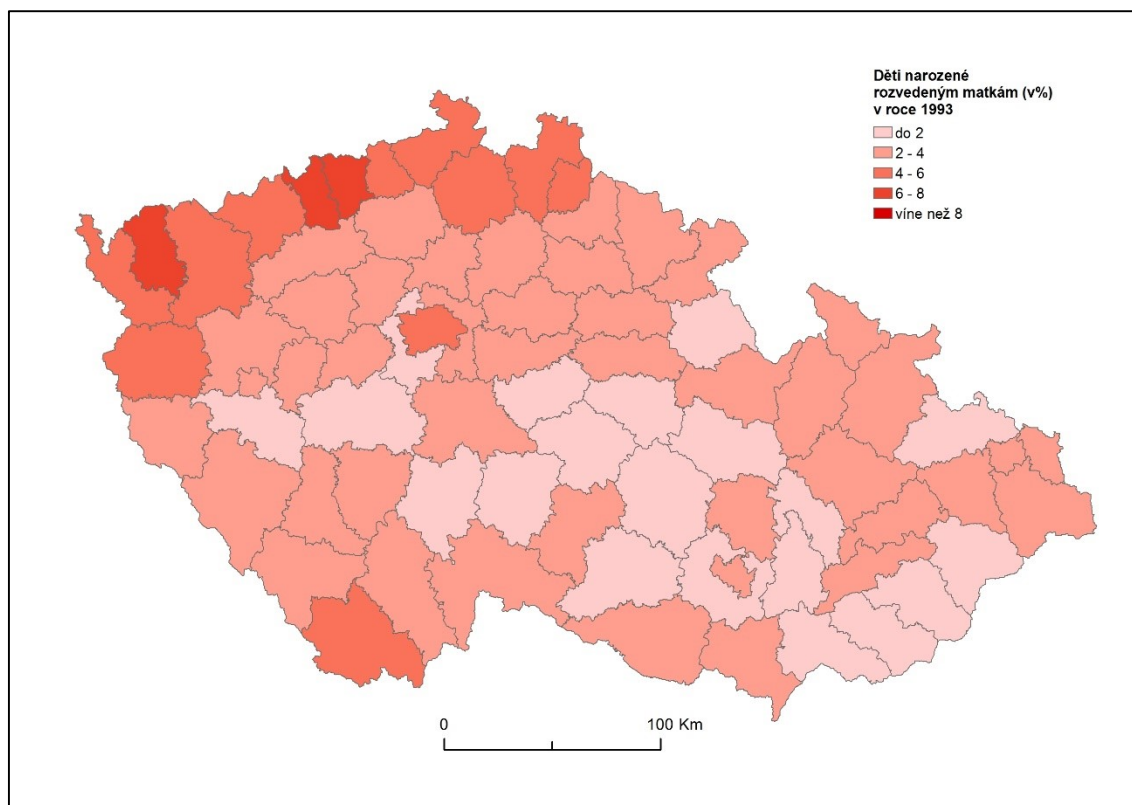 Děti narozené
rozvedeným matkám (v%)
v roce 1993
do 2
2 - 4
4 - 6
6 - 8
víne než 8
0
100 Km